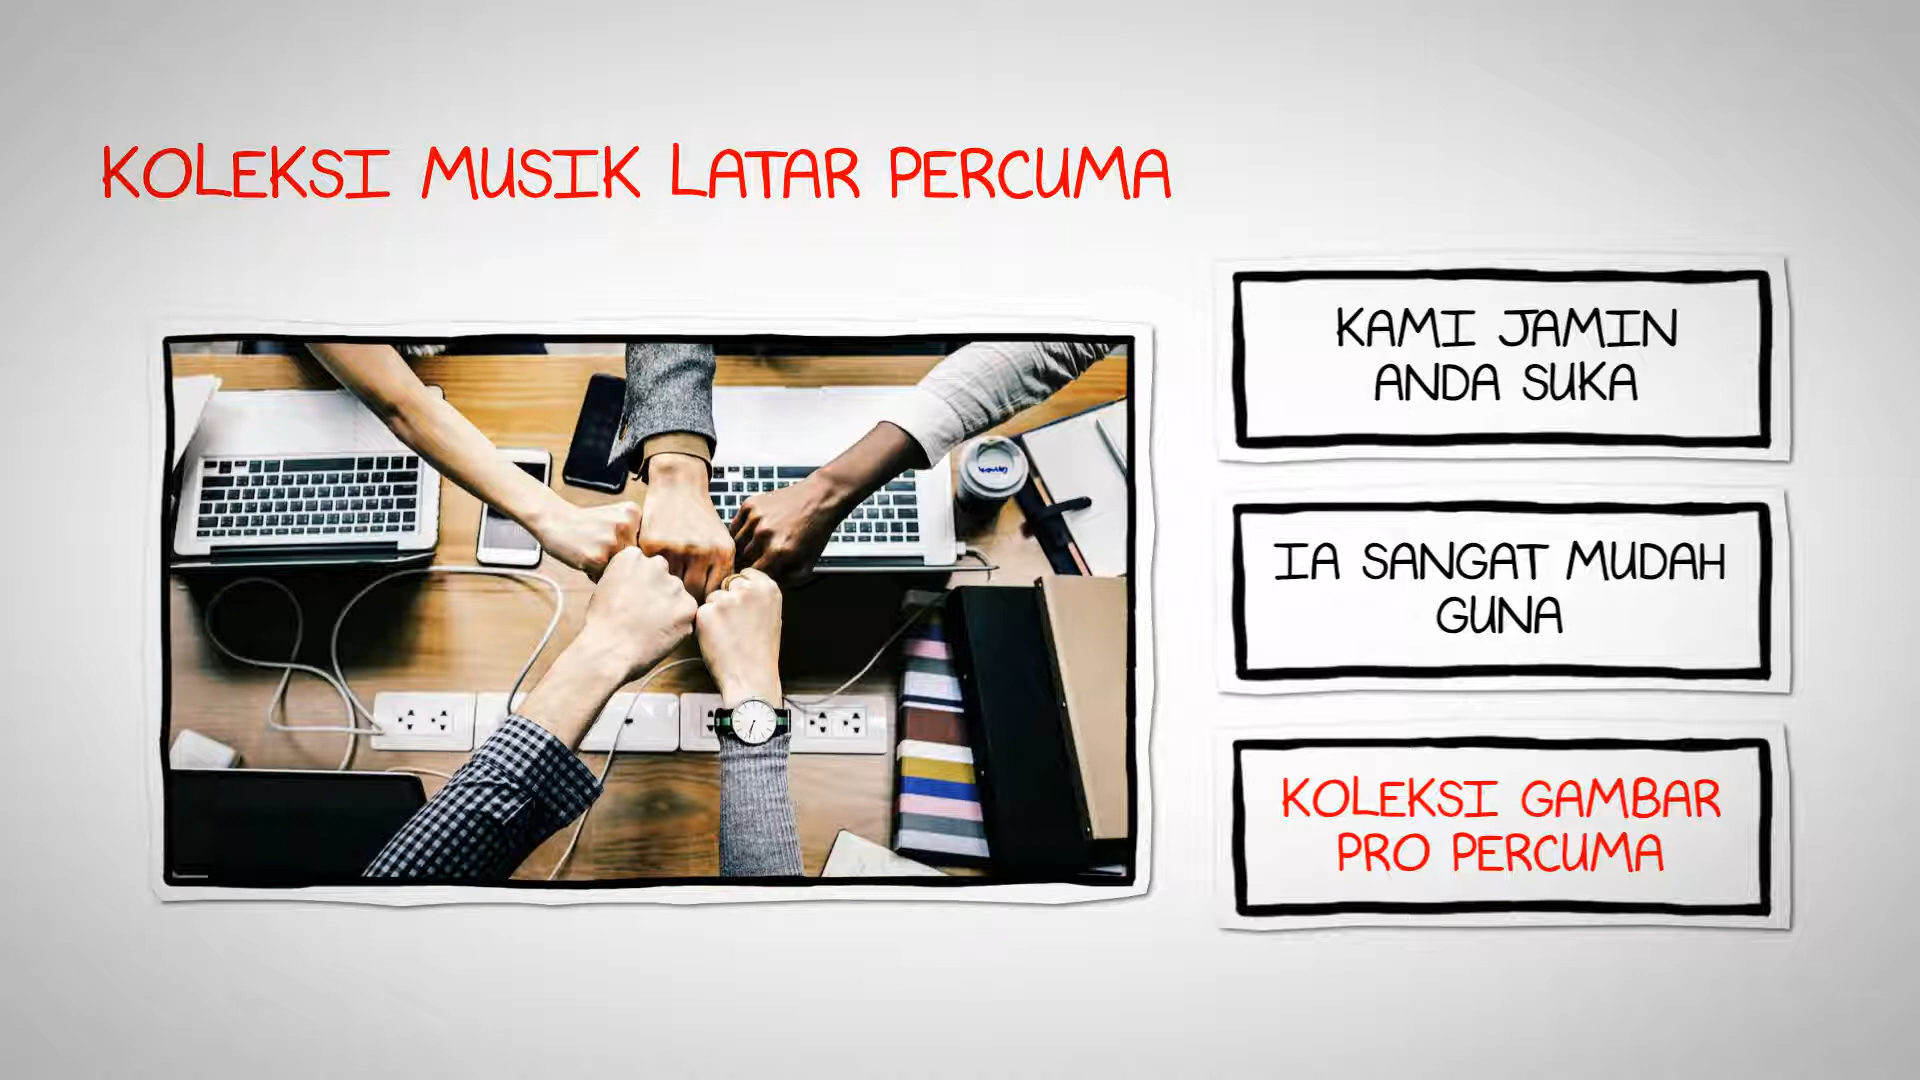 KOLEKSI MUSIK LATAR PERCUMA
KAMI JAMIN
ANDA SUKA
IA SANGAT MUDAH
GUNA
KOLEKSI GAMBAR
PRO PERCUMA